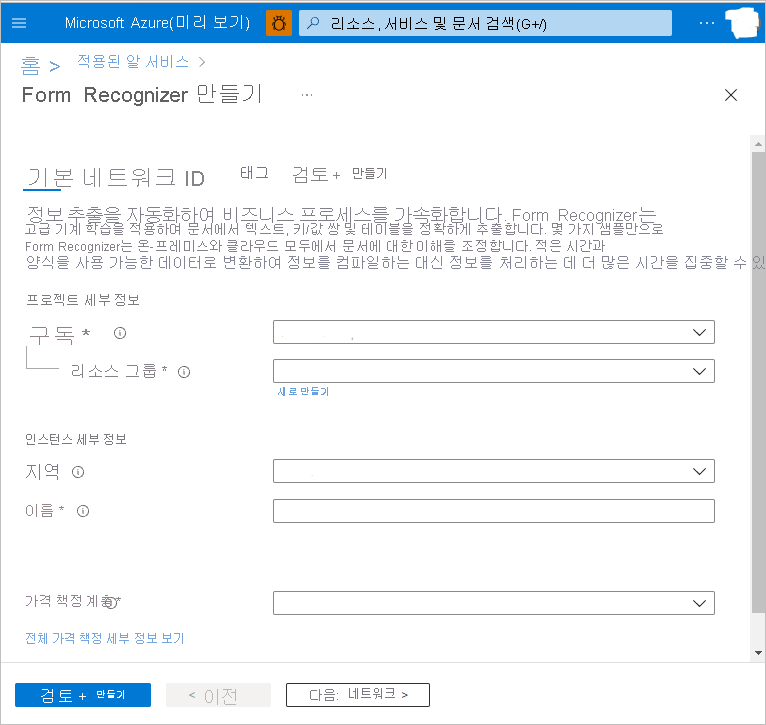 Microsoft Azure(미리 보기) 리소스, 서비스 및 문서 검색(G+/) ...
홈 > 적용된 알 서비스 >
Form Recognizer 만들기 ...
기본 네트워크 ID 태그 검토 + 만들기
정보 추출을 자동화하여 비즈니스 프로세스를 가속화합니다. Form Recognizer는
고급 기계 학습을 적용하여 문서에서 텍스트, 키/값 쌍 및 테이블을 정확하게 추출합니다. 몇 가지 샘플만으로
Form Recognizer는 온-프레미스와 클라우드 모두에서 문서에 대한 이해를 조정합니다. 적은 시간과
양식을 사용 가능한 데이터로 변환하여 정보를 컴파일하는 대신 정보를 처리하는 데 더 많은 시간을 집중할 수 있
프로젝트 세부 정보
구독 *
리소스 그룹 *
새로 만들기
인스턴스 세부 정보
지역
이름 *
가격 책정 계층 *
전체 가격 책정 세부 정보 보기
검토 + 만들기 < 이전 다음: 네트워크 >